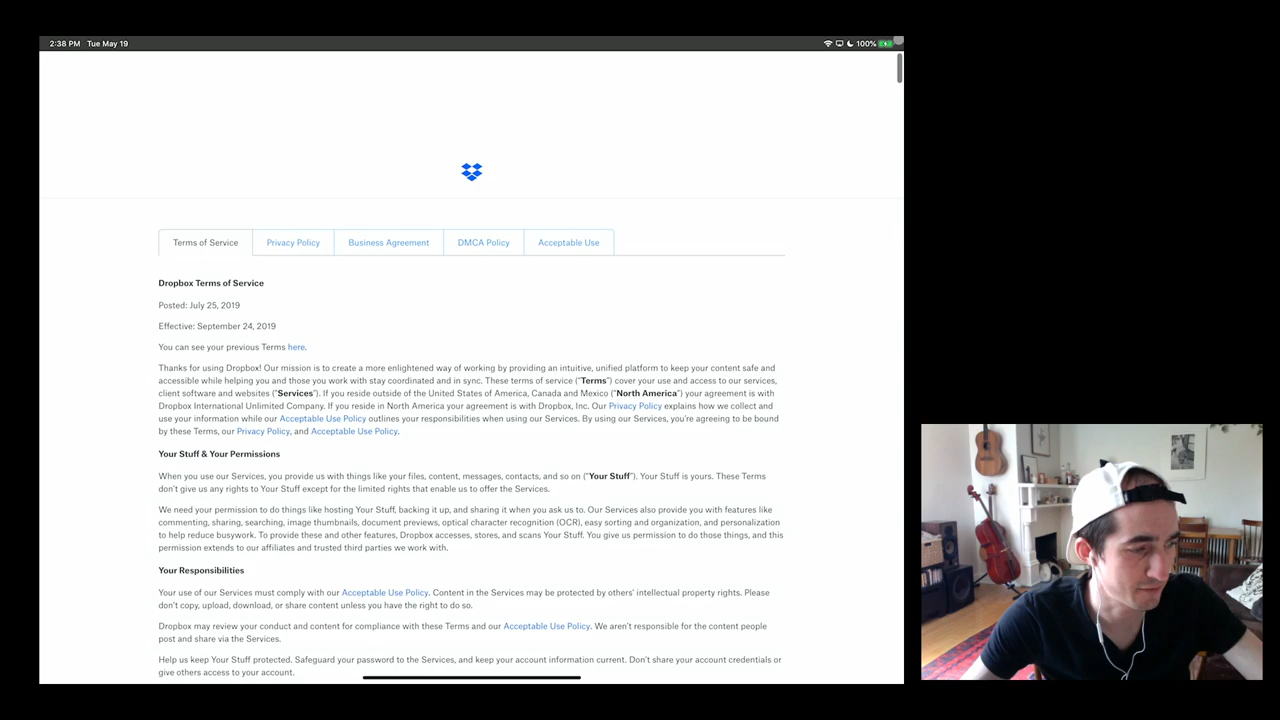 2:38 PM Tue May 19
100%
Terms of Service
Privacy Policy
Business Agreement
DMCA Policy
Acceptable Use
Dropbox Terms of Service
Posted: July 25, 2019
Effective: September 24, 2019
You can see your previous Terms here.
Thanks for using Dropbox! Our mission is to create a more enlightened way of working by providing an intuitive, unified platform to keep your content safe and
accessible while helping you and those you work with stay coordinated and in sync. These terms of service ("Terms") cover your use and access to our services,
client software and websites ("Services"). If you reside outside of the United States of America, Canada and Mexico ("North America") your agreement is with
Dropbox International Unlimited Company. If you reside in North America your agreement is with Dropbox, Inc. Our Privacy Policy explains how we collect and
use your information while our Acceptable Use Policy outlines your responsibilities when using our Services. By using our Services, you're agreeing to be bound
by these Terms, our Privacy Policy, and Acceptable Use Policy.
Your Stuff & Your Permissions
When you use our Services, you provide us with things like your files, content, messages, contacts, and so on ("Your Stuff"). Your Stuff is yours. These Terms
don't give us any rights to Your Stuff except for the limited rights that enable us to offer the Services.
We need your permission to do things like hosting Your Stuff, backing it up, and sharing it when you ask us to. Our Services also provide you with features like
commenting, sharing, searching, image thumbnails, document previews, optical character recognition (OCR), easy sorting and organization, and personalization
to help reduce busywork. To provide these and other features, Dropbox accesses, stores, and scans Your Stuff. You give us permission to do those things, and this
permission extends to our affiliates and trusted third parties we work with.
Your Responsibilities
Your use of our Services must comply with our Acceptable Use Policy. Content in the Services may be protected by others' intellectual property rights. Please
don't copy, upload, download, or share content unless you have the right to do so.
Dropbox may review your conduct and content for compliance with these Terms and our Acceptable Use Policy. We aren't responsible for the content people
post and share via the Services.
Help us keep Your Stuff protected. Safeguard your password to the Services, and keep your account information current. Don't share your account credentials or
give others access to your account.